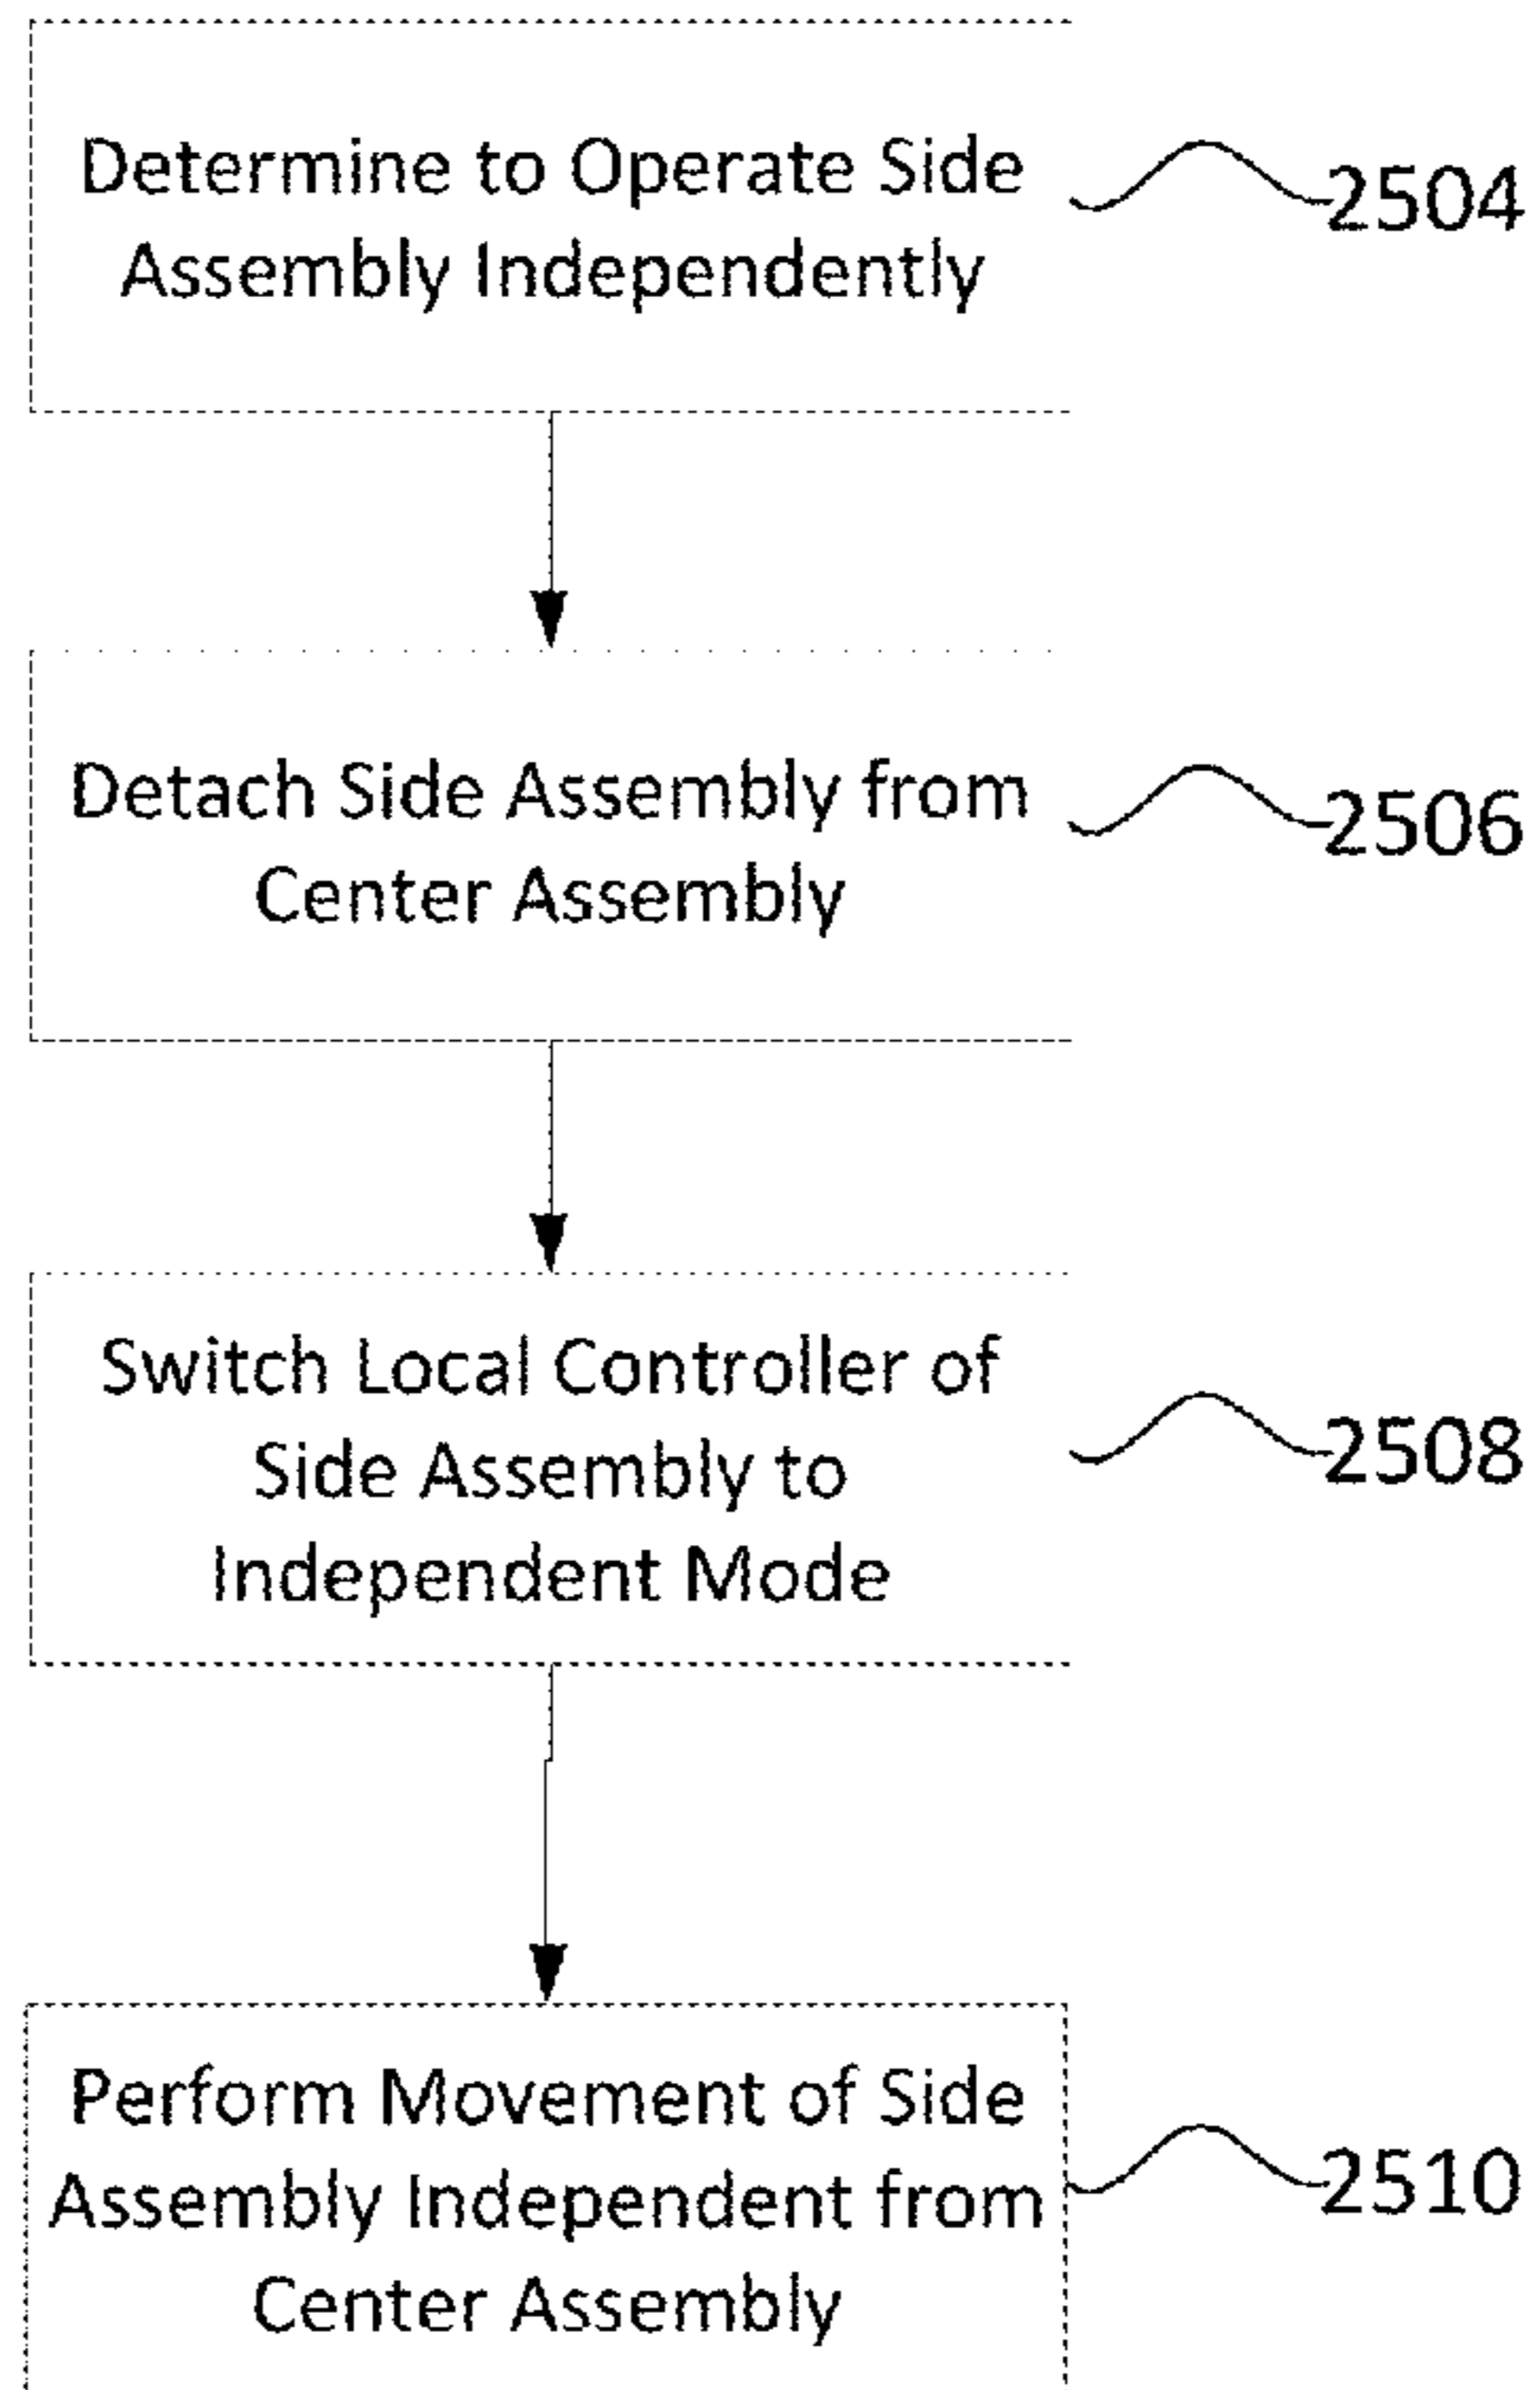 Determine to Operate Side
Assembly Independently
2504
Detach Side Assembly from
Center Assembly
2506
Switch Local Controller of
Side Assembly to
Independent Mode
2508
Perform Movement of Side
Assembly Independent from
Center Assembly
2510